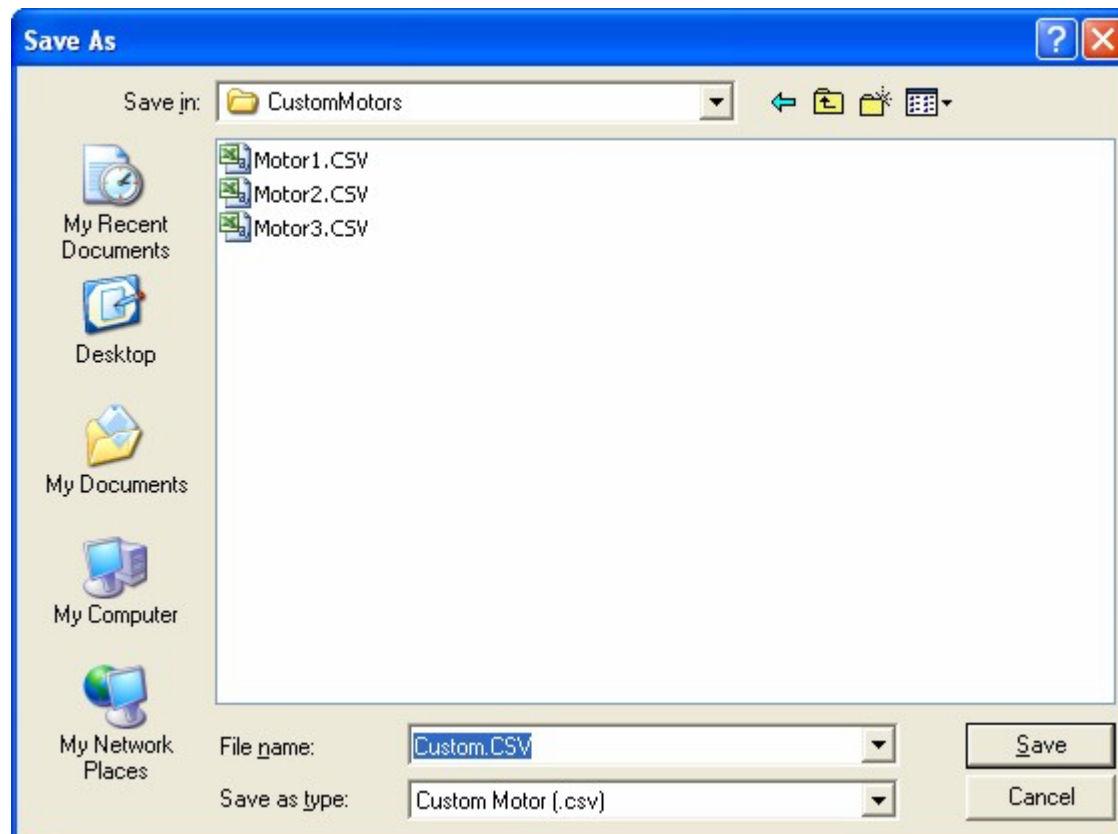 Save As
Save in:
CustomMotors
Motor1.CSV
Motor2.CSV
Motor3.CSV
My Recent
Documents
Desktop
My Documents
My Computer
My Network
Places
File name:
Custom.CSV
Save
Save as type:
Custom Motor (.csv)
Cancel